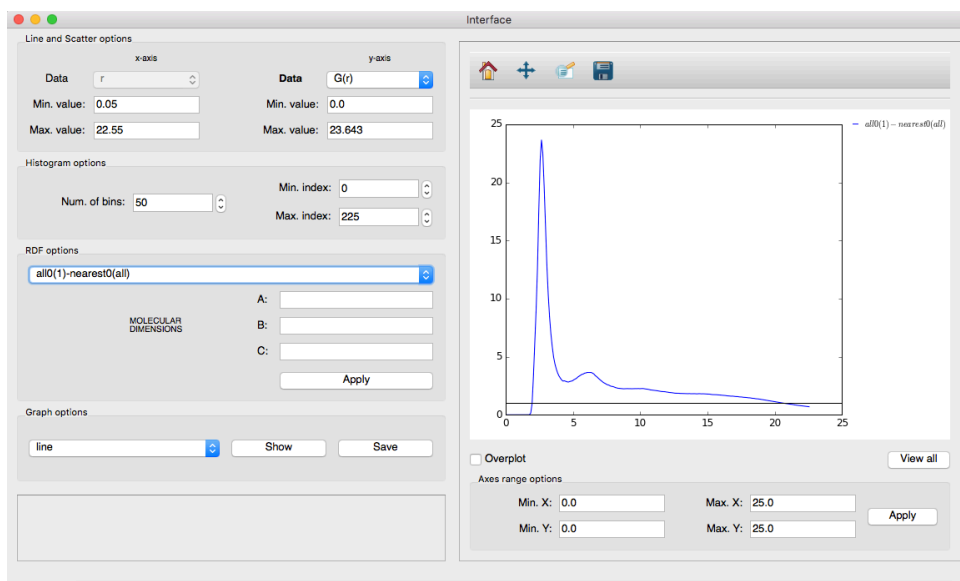 Interface
Line and Scatter options
x-axis y-axis
Data r Data G(r)
Min. value: 0.05 Min. value: 0.0
Max. value: 22.55 Max. value: 23.643
Histogram options
Num. of bins: 50
Min. index: 0
Max. index: 225
RDF options
all0(1)-nearest0(all)
MOLECULAR
DIMENSIONS
A:
B:
C:
Apply
Graph options
line Show Save
25
20
15
10
5
0
0 5 10 15 20 25
all0(1) − nearest0(all)
Overplot View all
Axes range options
Min. X: 0.0 Max. X: 25.0
Min. Y: 0.0 Max. Y: 25.0
Apply